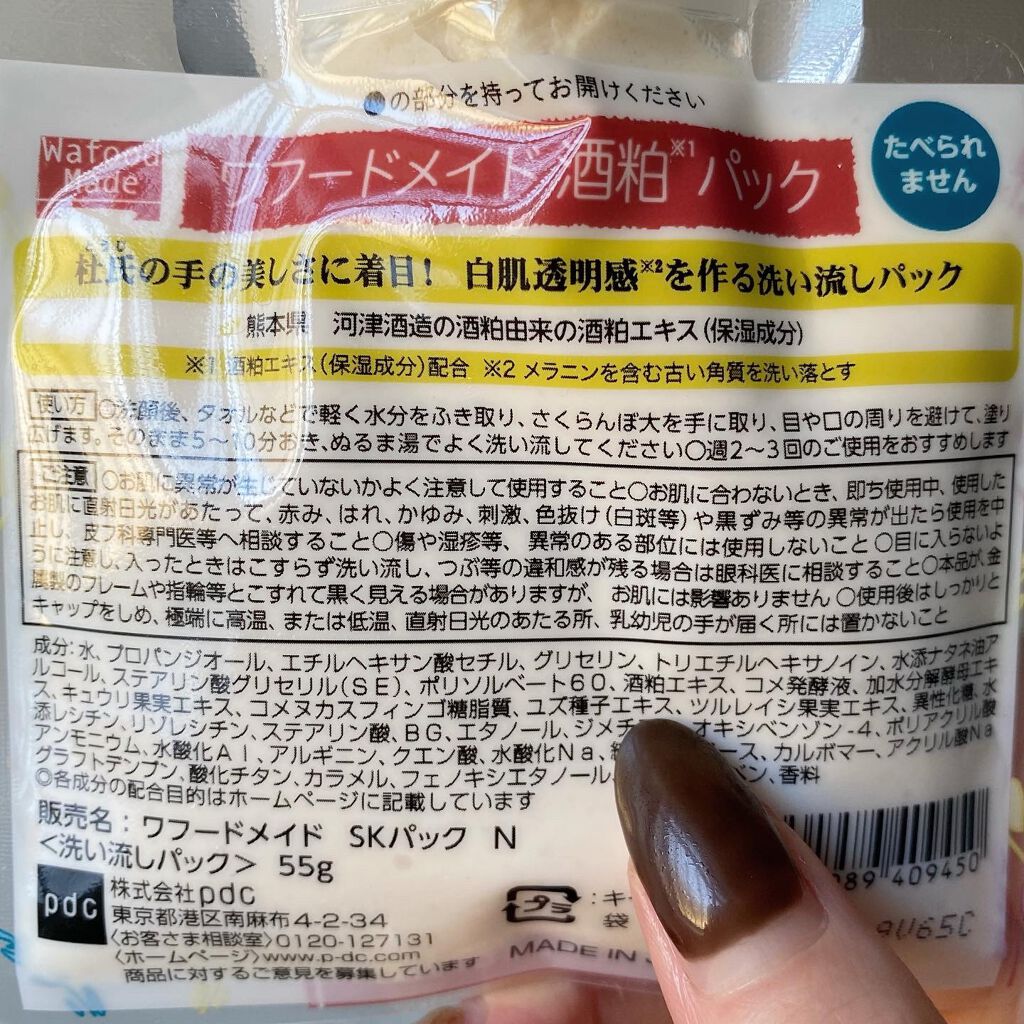 の部分を持ってお開けください
Wafood Made
ワフードメイド 酒粕※1パック
たべられません
杜氏の手の美しさに着目! 白肌透明感※2を作る洗い流しパック
熊本県 河津酒造の酒粕由来の酒粕エキス(保湿成分)
※1 酒粕エキス(保湿成分)配合 ※2 メラニンを含む古い角質を洗い落とす
使い方 ○洗顔後、タオルなどで軽く水分をふき取り、さくらんぼ大を手に取り、目や口の周りを避けて、塗り
広げます。そのまま5〜10分おき、ぬるま湯でよく洗い流してください○週2〜3回のご使用をおすすめします
ご注意 ○お肌に異常が生じていないかよく注意して使用すること○お肌に合わないとき、即ち使用中、使用した
お肌に直射日光があたって、赤み、はれ、かゆみ、刺激、色抜け(白斑等)や黒ずみ等の異常が出たら使用を中
止し、皮フ科専門医等へ相談すること○傷や湿疹等、異常のある部位には使用しないこと○目に入らないよ
うに注意し、入ったときはこすらず洗い流し、つぶ等の違和感が残る場合は眼科医に相談すること○本品が、金
属製のフレームや指輪等とこすれて黒く見える場合がありますが、お肌には影響ありません○使用後はしっかりと
キャップをしめ、極端に高温、または低温、直射日光のあたる所、乳幼児の手が届く所には置かないこと
成分:水、プロパンジオール、エチルヘキサン酸セチル、グリセリン、トリエチルヘキサノイン、水添ナタネ油ア
ルコール、ステアリン酸グリセリル(SE)、ポリソルベート60、酒粕エキス、コメ発酵液、加水分解酵母エキ
ス、キュウリ果実エキス、コメヌカスフィンゴ糖脂質、ユズ種子エキス、ツルレイシ果実エキス、異性化糖、水
添レシチン、リゾレシチン、ステアリン酸、BG、エタノール、ジメチ オキシベンゾン-4、ポリアクリル酸
アンモニウム、水酸化Al、アルギニン、クエン酸、水酸化Na、 ース、カルボマー、アクリル酸Na
グラフトデンプン、酸化チタン、カラメル、フェノキシエタノール ベン、香料
◎各成分の配合目的はホームページに記載しています
販売名:ワフードメイド SKパック N
<洗い流しパック> 55g
pdc
株式会社pdc
東京都港区南麻布4-2-34
〈お客さま相談室〉0120-127131
〈ホームページ〉www.p-dc.com
商品に対するご意見を募集しています
プラ
:キ
袋
MADE IN
89 409450